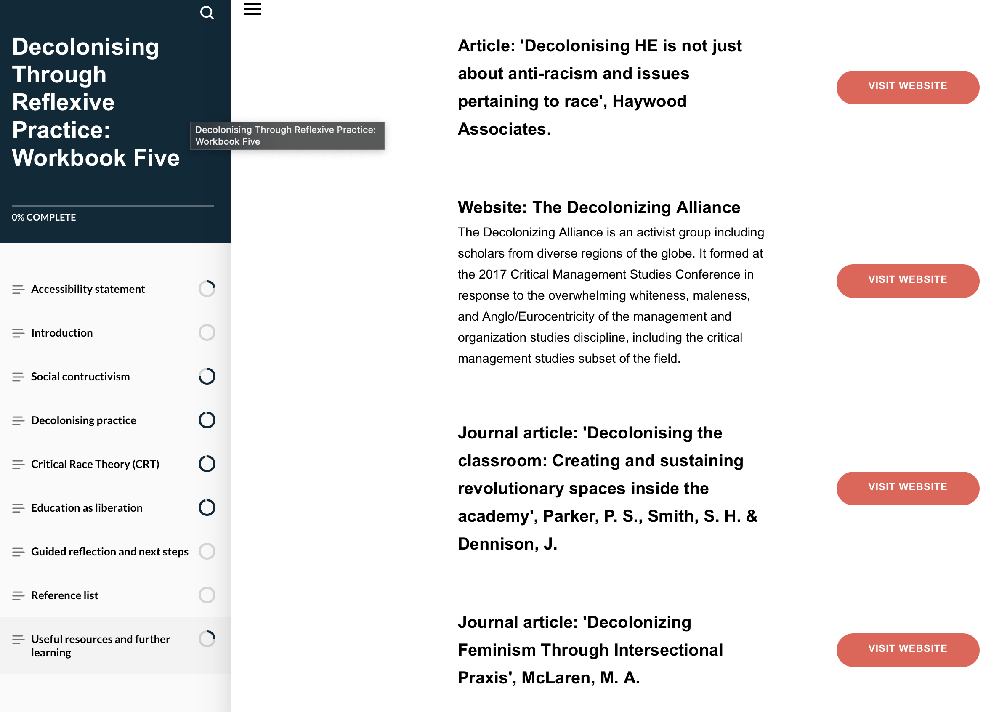 Decolonising
Through
Reflexive
Practice:
Workbook Five
0% COMPLETE
Accessibility statement
Introduction
Social contructivism
Decolonising practice
Critical Race Theory (CRT)
Education as liberation
Guided reflection and next steps
Reference list
Useful resources and further
learning
Decolonising Through Reflexive Practice:
Workbook Five
Article: 'Decolonising HE is not just
about anti-racism and issues
pertaining to race', Haywood
Associates.
VISIT WEBSITE
Website: The Decolonizing Alliance
The Decolonizing Alliance is an activist group including
scholars from diverse regions of the globe. It formed at
the 2017 Critical Management Studies Conference in
response to the overwhelming whiteness, maleness,
and Anglo/Eurocentricity of the management and
organization studies discipline, including the critical
management studies subset of the field.
VISIT WEBSITE
Journal article: 'Decolonising the
classroom: Creating and sustaining
revolutionary spaces inside the
academy', Parker, P. S., Smith, S. H. &
Dennison, J.
VISIT WEBSITE
Journal article: 'Decolonizing
Feminism Through Intersectional
Praxis', McLaren, M. A.
VISIT WEBSITE